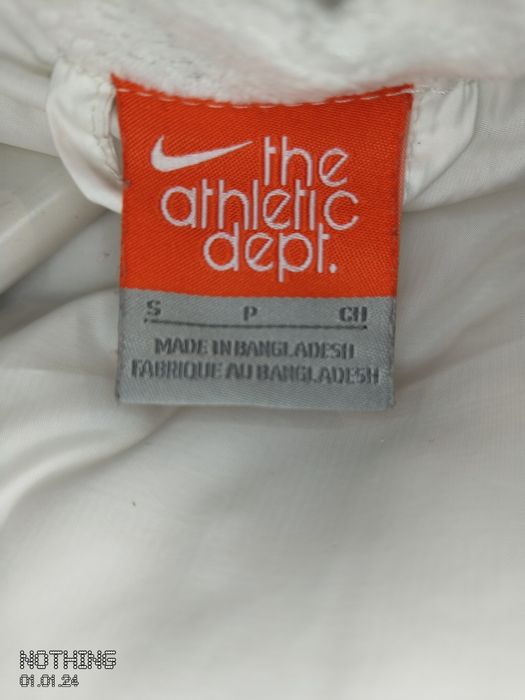 the
athletic
dept.
S P CH
MADE IN BANGLADESH
FABRIQUE AU BANGLADESH
NOTHING
01.01.24